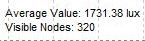 Average Value: 1731.38 lux
Visible Nodes: 320